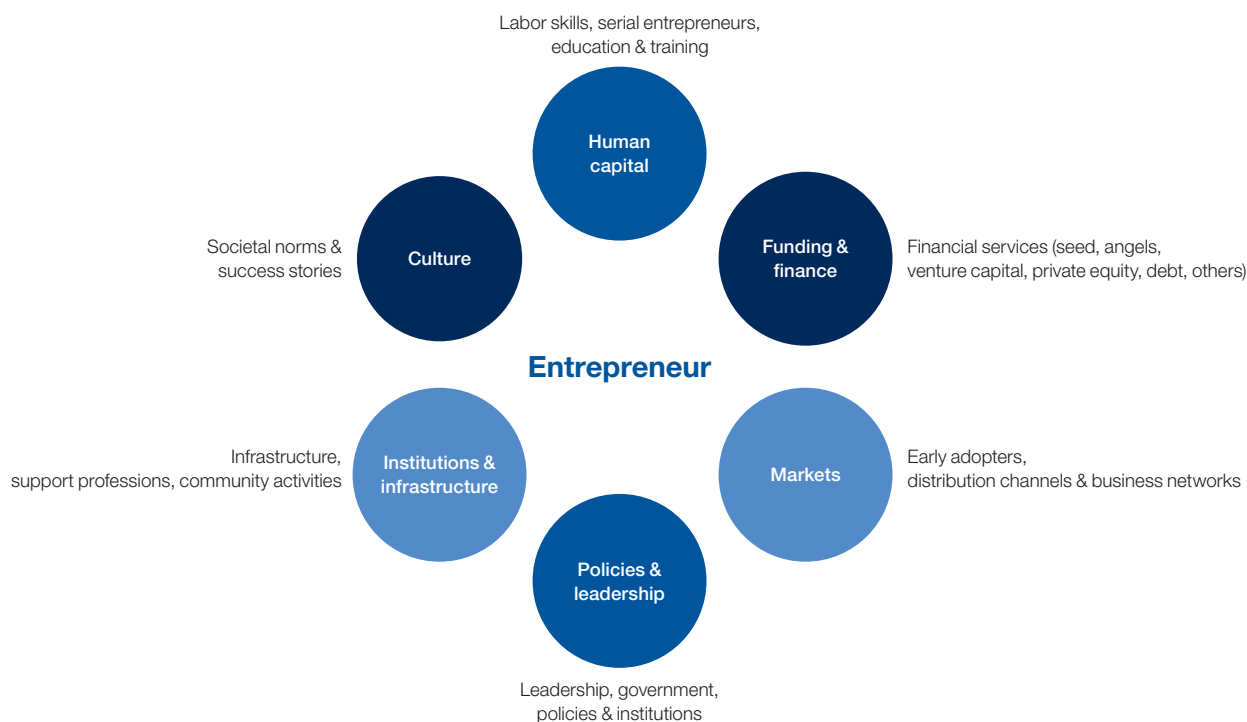 Labor skills, serial entrepreneurs,
education & training
Human
capital
Societal norms &
success stories
Culture
Funding &
finance
Financial services (seed, angels,
venture capital, private equity, debt, others)
Entrepreneur
Infrastructure,
support professions, community activities
Institutions &
infrastructure
Markets
Early adopters,
distribution channels & business networks
Policies &
leadership
Leadership, government,
policies & institutions